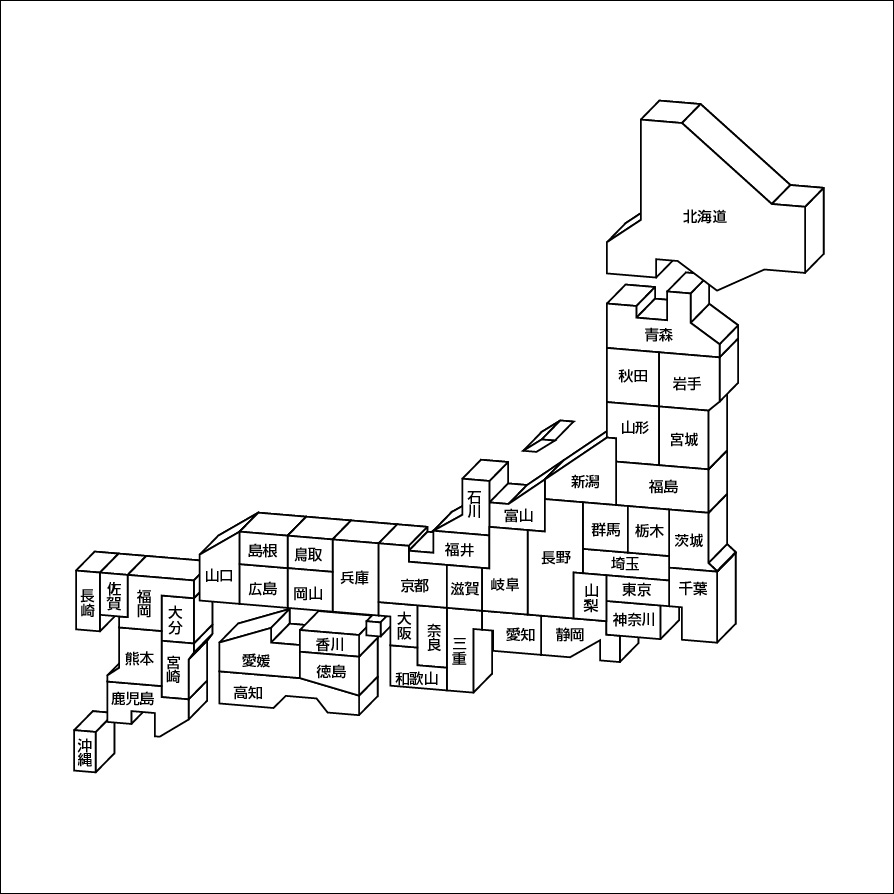 北海道
青森
秋田
岩手
山形
宮城
新潟
福島
石川
富山
群馬
栃木
茨城
福井
長野
埼玉
島根
鳥取
兵庫
山口
広島
岡山
京都
滋賀
岐阜
山梨
東京
千葉
神奈川
長崎
佐賀
福岡
大分
大阪
奈良
三重
愛知
静岡
香川
愛媛
徳島
和歌山
高知
熊本
宮崎
鹿児島
沖縄